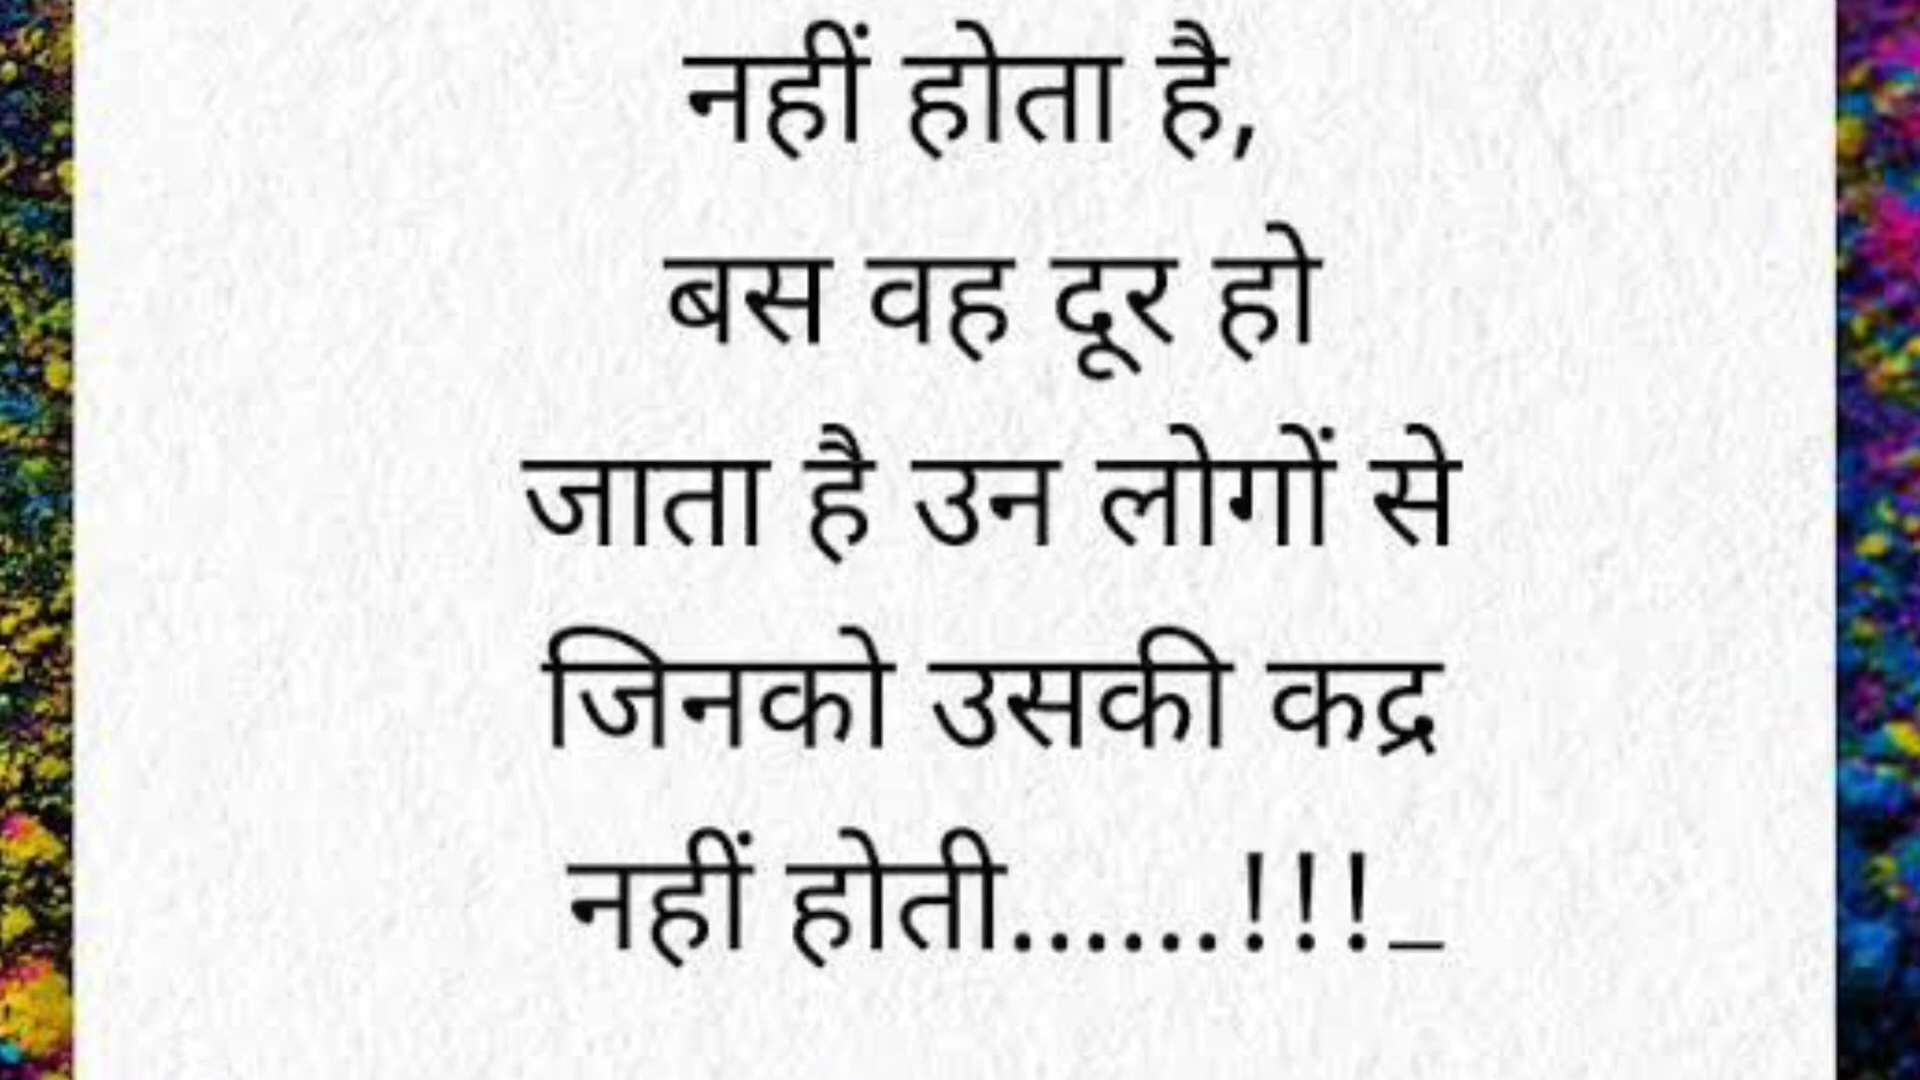 नहीं होता है,
बस वह दूर हो
जाता है उन लोगों से
जिनको उसकी कद्र
नहीं होती......!!!_